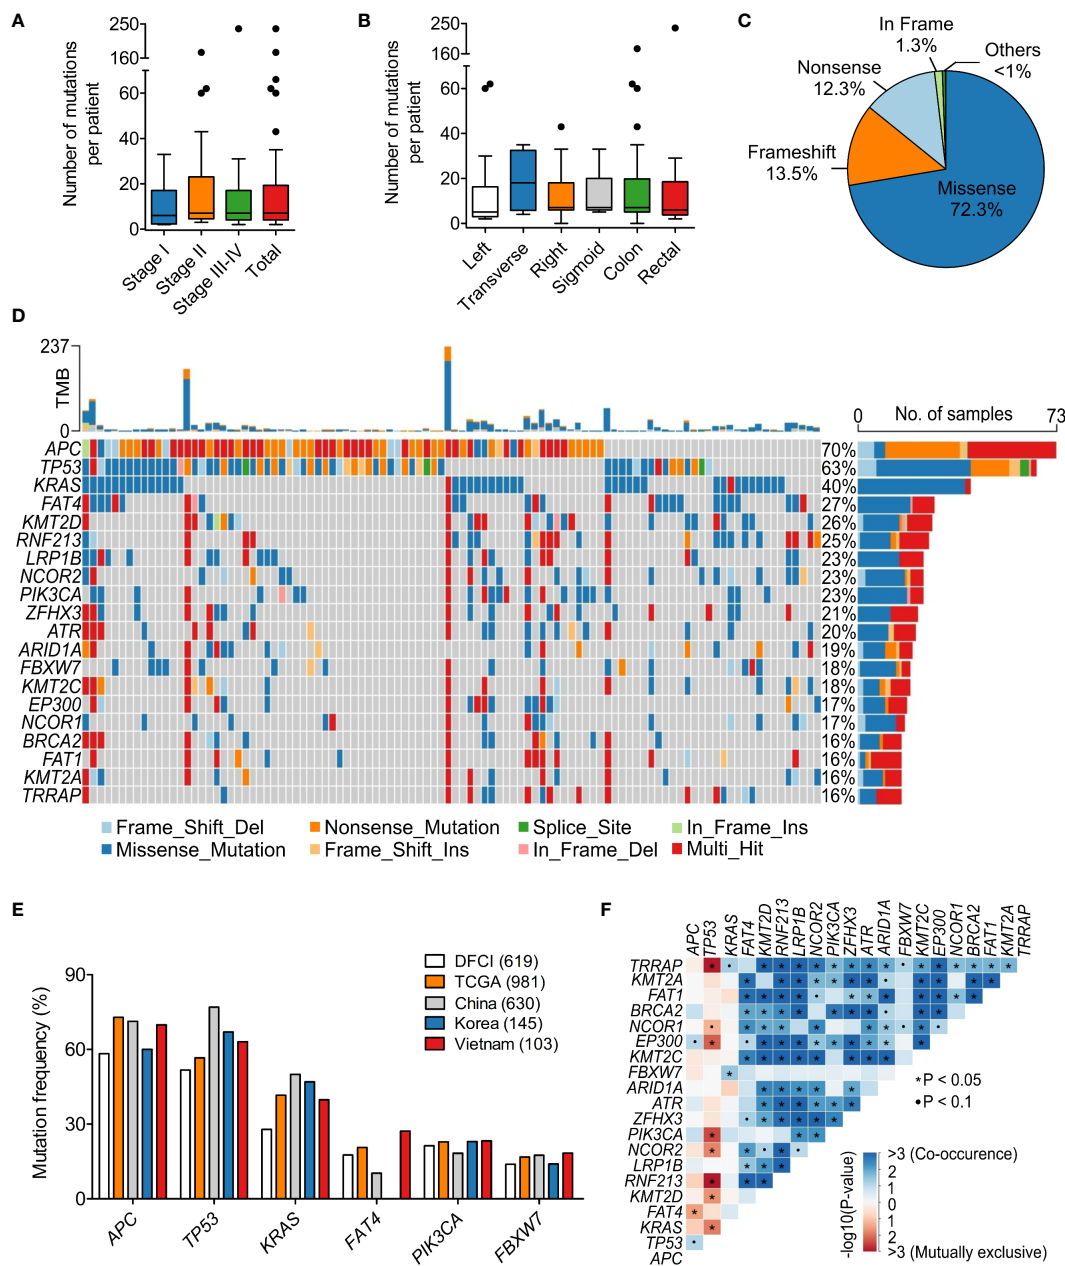 A
Number of mutations
per patient
250
160
60
40
20
0
Stage I
Stage II
Stage III-IV
Total
B
Number of mutations
per patient
250
160
60
40
20
0
Left
Transverse
Right
Sigmoid
Colon
Rectal
C
In Frame
1.3%
Others
<1%
Nonsense
12.3%
Frameshift
13.5%
Missense
72.3%
D
237
TMB
0
0 No. of samples 73
APC 70%
TP53 63%
KRAS 40%
FAT4 27%
KMT2D 26%
RNF213 25%
LRP1B 23%
NCOR2 23%
PIK3CA 23%
ZFHX3 21%
ATR 20%
ARID1A 19%
FBXW7 18%
KMT2C 18%
EP300 17%
NCOR1 17%
BRCA2 16%
FAT1 16%
KMT2A 16%
TRRAP 16%
Frame_Shift_Del
Nonsense_Mutation
Splice_Site
In_Frame_Ins
Missense_Mutation
Frame_Shift_Ins
In_Frame_Del
Multi_Hit
E
Mutation frequency (%)
90
60
30
0
DFCI (619)
TCGA (981)
China (630)
Korea (145)
Vietnam (103)
APC
TP53
KRAS
FAT4
PIK3CA
FBXW7
F
APC
TP53
KRAS
FAT4
KMT2D
RNF213
LRP1B
NCOR2
PIK3CA
ZFHX3
ATR
ARID1A
FBXW7
KMT2C
EP300
NCOR1
BRCA2
FAT1
KMT2A
TRRAP
TRRAP
KMT2A
FAT1
BRCA2
NCOR1
EP300
KMT2C
FBXW7
ARID1A
ATR
ZFHX3
PIK3CA
NCOR2
LRP1B
RNF213
KMT2D
FAT4
KRAS
TP53
APC
*P < 0.05
•P < 0.1
-log10(P-value)
>3 (Co-occurence)
2
1
0
1
2
>3 (Mutually exclusive)